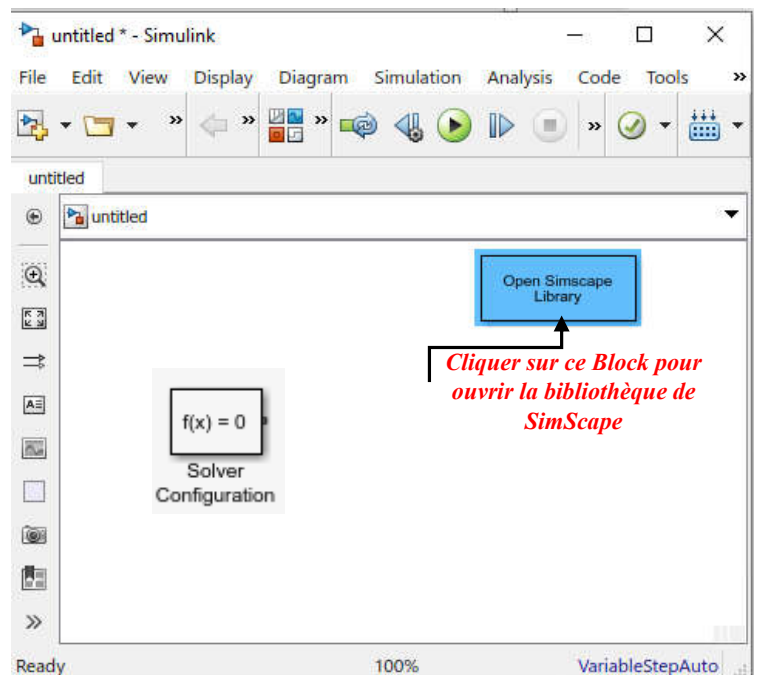 untitled * - Simulink
File Edit View Display Diagram Simulation Analysis Code Tools »
» » » »
untitled
untitled
Open Simscape
Library
Cliquer sur ce Block pour
ouvrir la bibliothèque de
SimScape
f(x) = 0
Solver
Configuration
»
Ready 100% VariableStepAuto